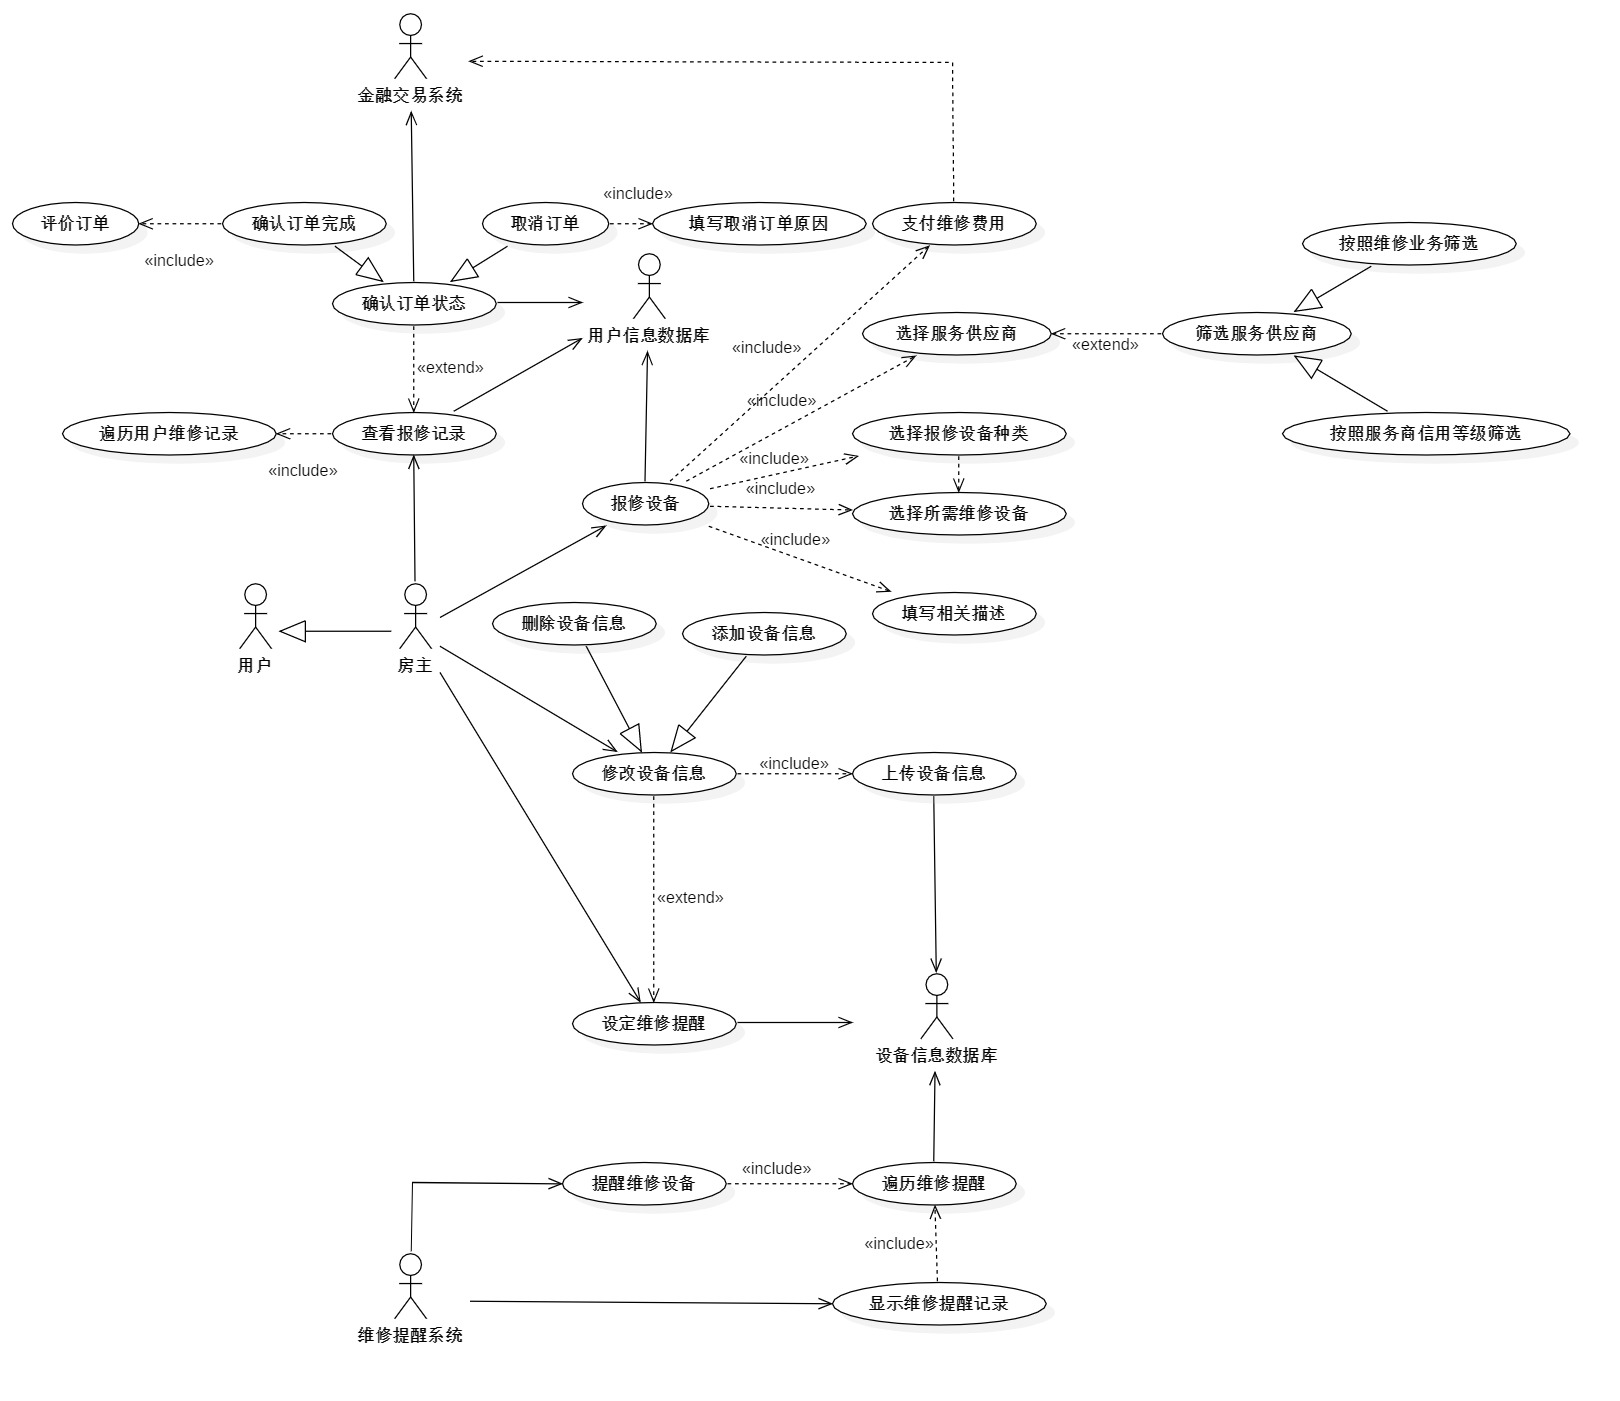 金融交易系统
«include»
评价订单
确认订单完成
取消订单
填写取消订单原因
支付维修费用
按照维修业务筛选
«include»
确认订单状态
用户信息数据库
选择服务供应商
筛选服务供应商
«include»
«extend»
«extend»
«include»
遍历用户维修记录
查看报修记录
选择报修设备种类
按照服务商信用等级筛选
«include»
«include»
«include»
报修设备
选择所需维修设备
«include»
填写相关描述
删除设备信息
添加设备信息
用户
房主
«include»
修改设备信息
上传设备信息
«extend»
设定维修提醒
设备信息数据库
«include»
提醒维修设备
遍历维修提醒
«include»
显示维修提醒记录
维修提醒系统